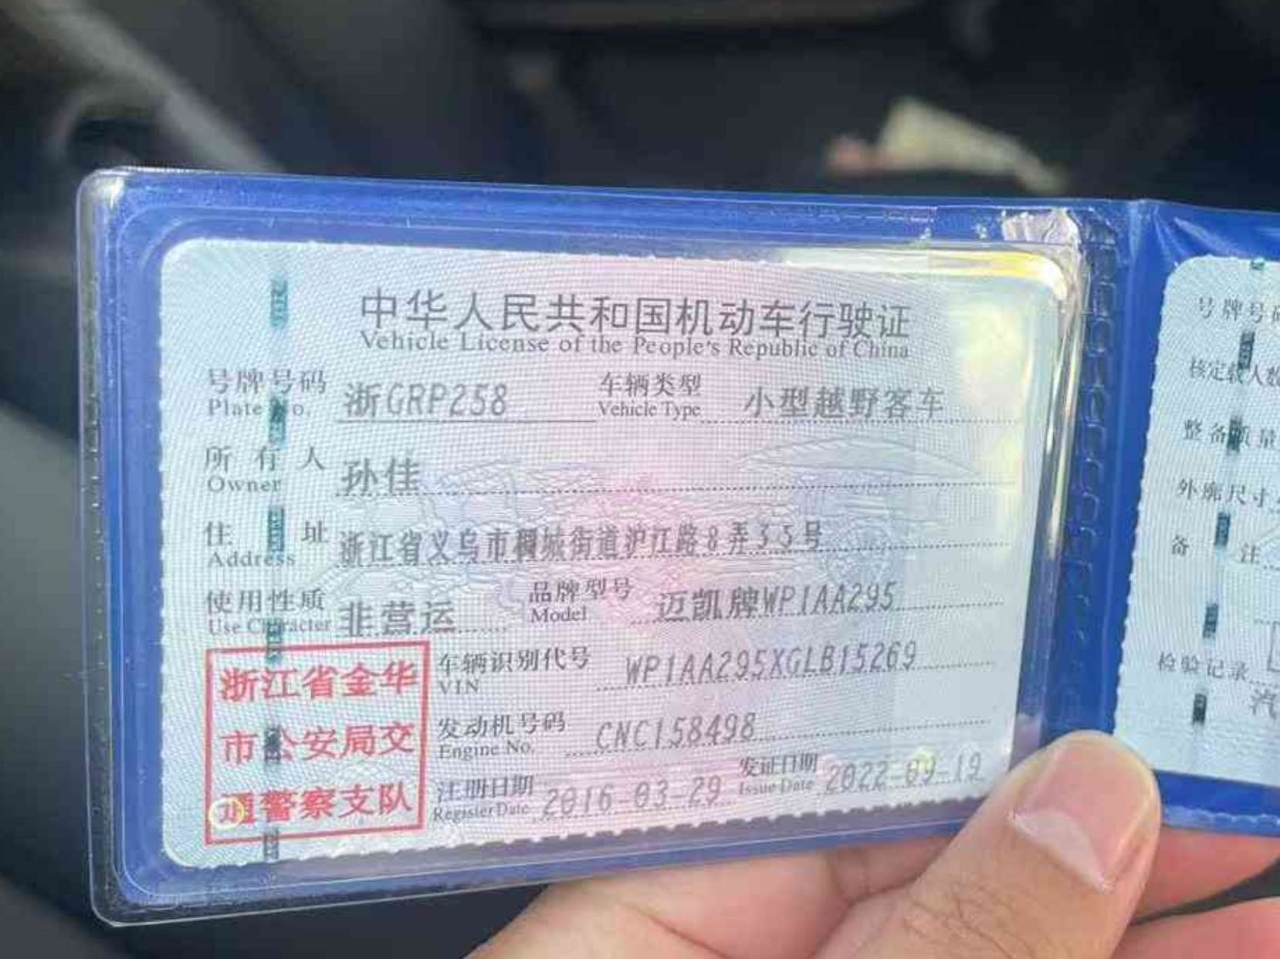 中华人民共和国机动车行驶证
Vehicle License of the People's Republic of China
号牌号码 浙GRP258 车辆类型 小型越野客车
Plate No. Vehicle Type
所有人 孙佳
Owner
住址 浙江省义乌市稠城街道沪江路8弄35号
Address
使用性质 非营运 品牌型号 迈凯牌WP1AA295
Use Character Model
车辆识别代号 WP1AA295XGLB15269
VIN
发动机号码 CNC158498
Engine No.
注册日期 2016-03-29 发证日期 2022-09-19
Register Date Issue Date
浙江省金华
市公安局交
通警察支队
号牌号码
核定载人数
整备质量
外廓尺寸
备注
检验记录
汽